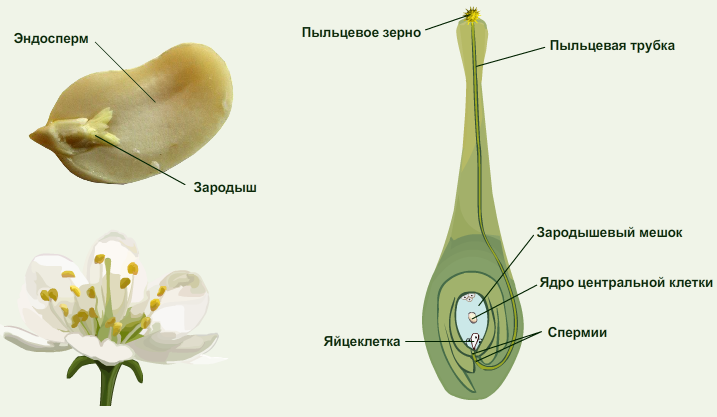 Эндосперм
Зародыш
Пыльцевое зерно
Пыльцевая трубка
Зародышевый мешок
Ядро центральной клетки
Яйцеклетка
Спермии